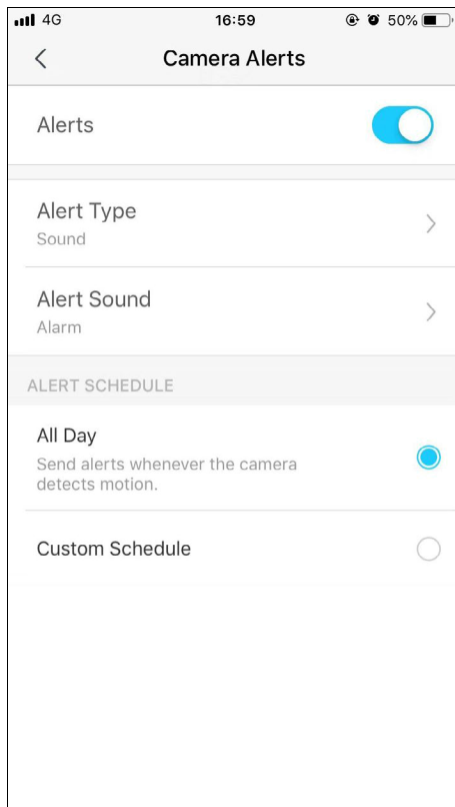 4G 16:59 50%
Camera Alerts
Alerts
Alert Type
Sound
Alert Sound
Alarm
ALERT SCHEDULE
All Day
Send alerts whenever the camera
detects motion.
Custom Schedule